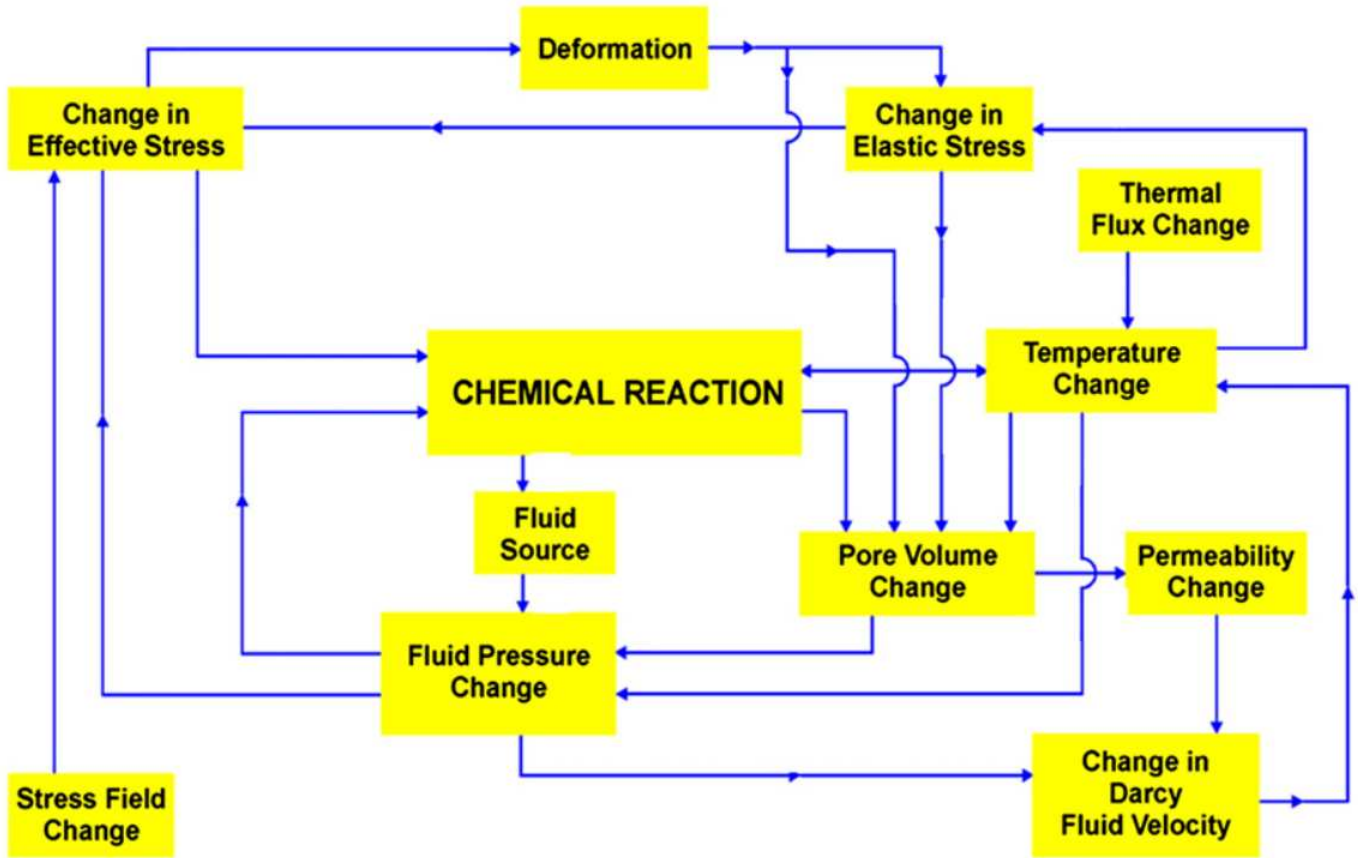 Deformation
Change in
Effective Stress
Change in
Elastic Stress
Thermal
Flux Change
Temperature
Change
CHEMICAL REACTION
Fluid
Source
Pore Volume
Change
Permeability
Change
Fluid Pressure
Change
Stress Field
Change
Change in
Darcy
Fluid Velocity